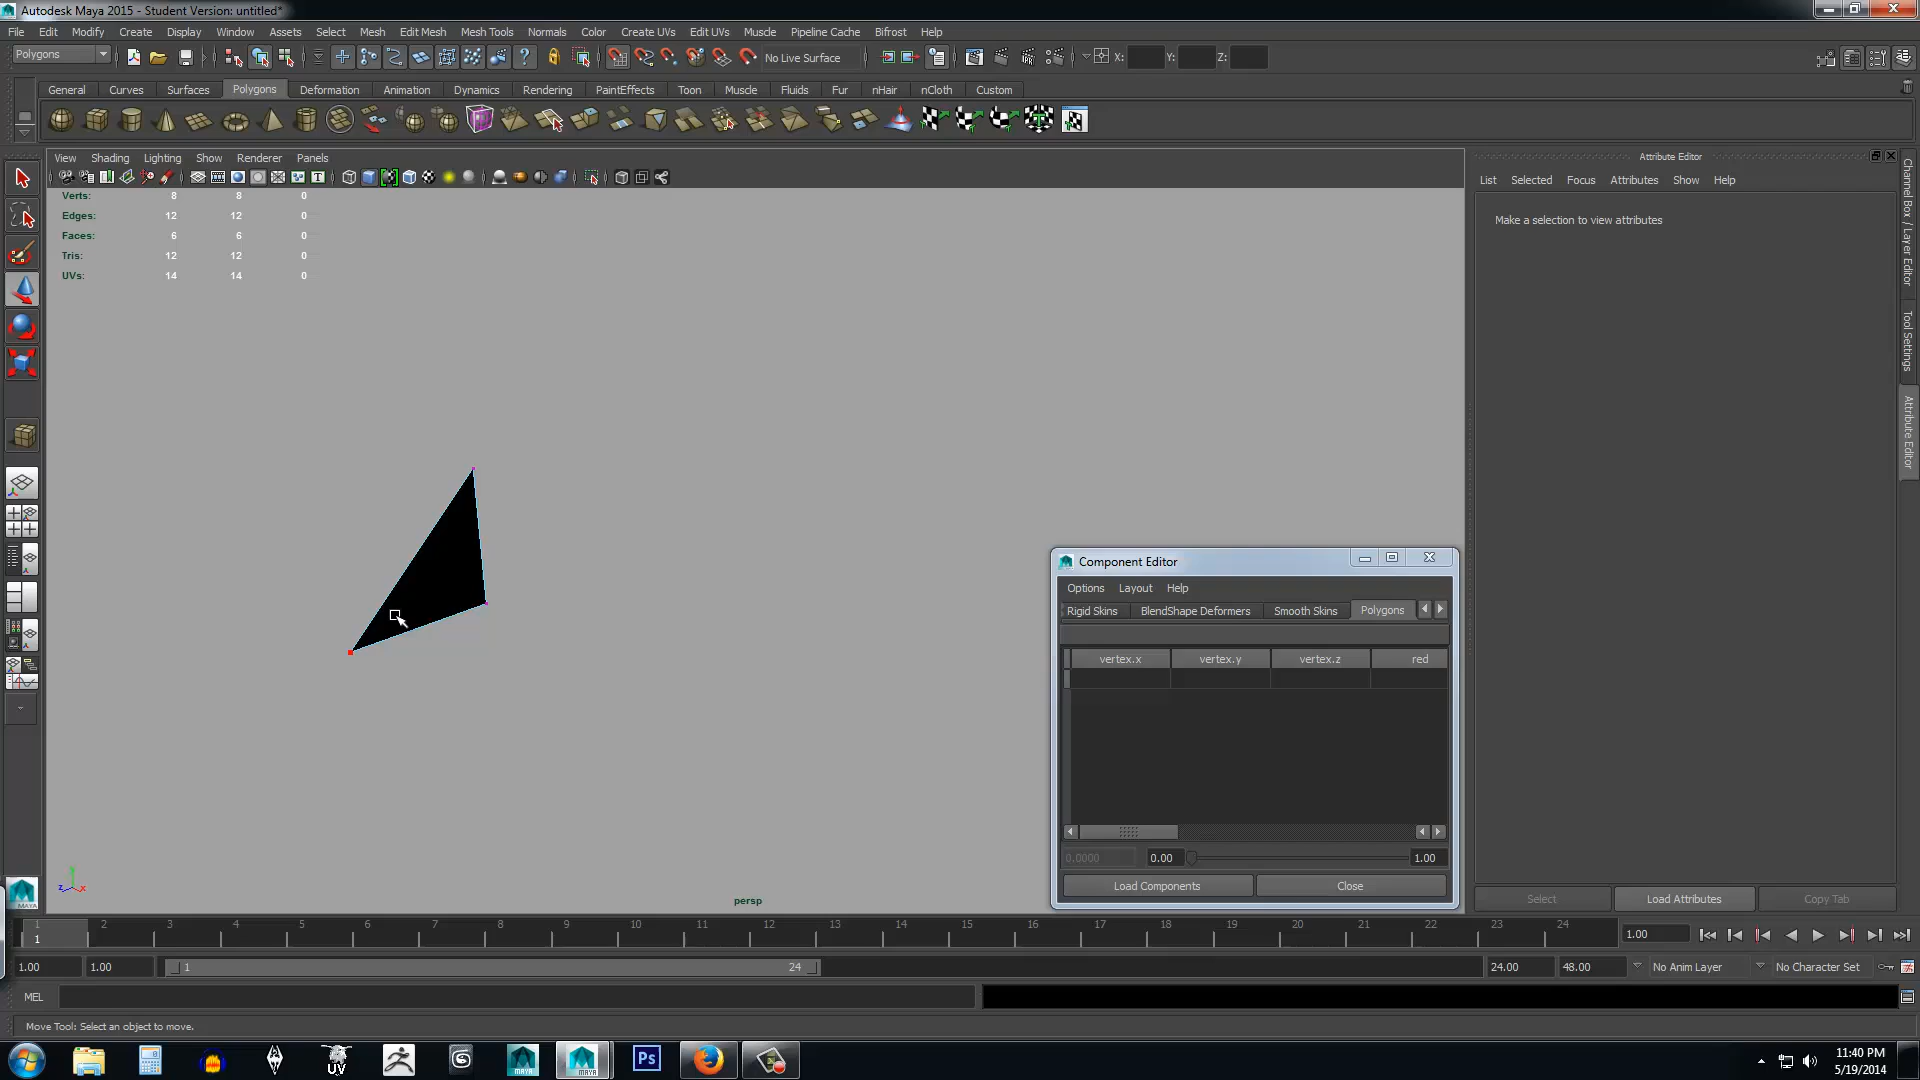 Autodesk Maya 2015 - Student Version: untitled*
File Edit Modify Create Display Window Assets Select Mesh Edit Mesh Mesh Tools Normals Color Create UVs Edit UVs Muscle Pipeline Cache Bifrost Help
Polygons No Live Surface X: Y: Z:
General Curves Surfaces Polygons Deformation Animation Dynamics Rendering PaintEffects Toon Muscle Fluids Fur nHair nCloth Custom
View Shading Lighting Show Renderer Panels
Attribute Editor
List Selected Focus Attributes Show Help
Make a selection to view attributes
Channel Box / Layer Editor
Tool Settings
Attribute Editor
Verts: 8 8 0
Edges: 12 12 0
Faces: 6 6 0
Tris: 12 12 0
UVs: 14 14 0
Component Editor
Options Layout Help
Rigid Skins BlendShape Deformers Smooth Skins Polygons
vertex.x vertex.y vertex.z red
0.0000 0.00 1.00
Load Components Close
y
z x
persp
MAYA
Select Load Attributes Copy Tab
1 2 3 4 5 6 7 8 9 10 11 12 13 14 15 16 17 18 19 20 21 22 23 24
1 1.00
1.00 1.00 1 24 24.00 48.00 No Anim Layer No Character Set
MEL
Move Tool: Select an object to move.
UV MAYA MAYA Ps
11:40 PM
5/19/2014